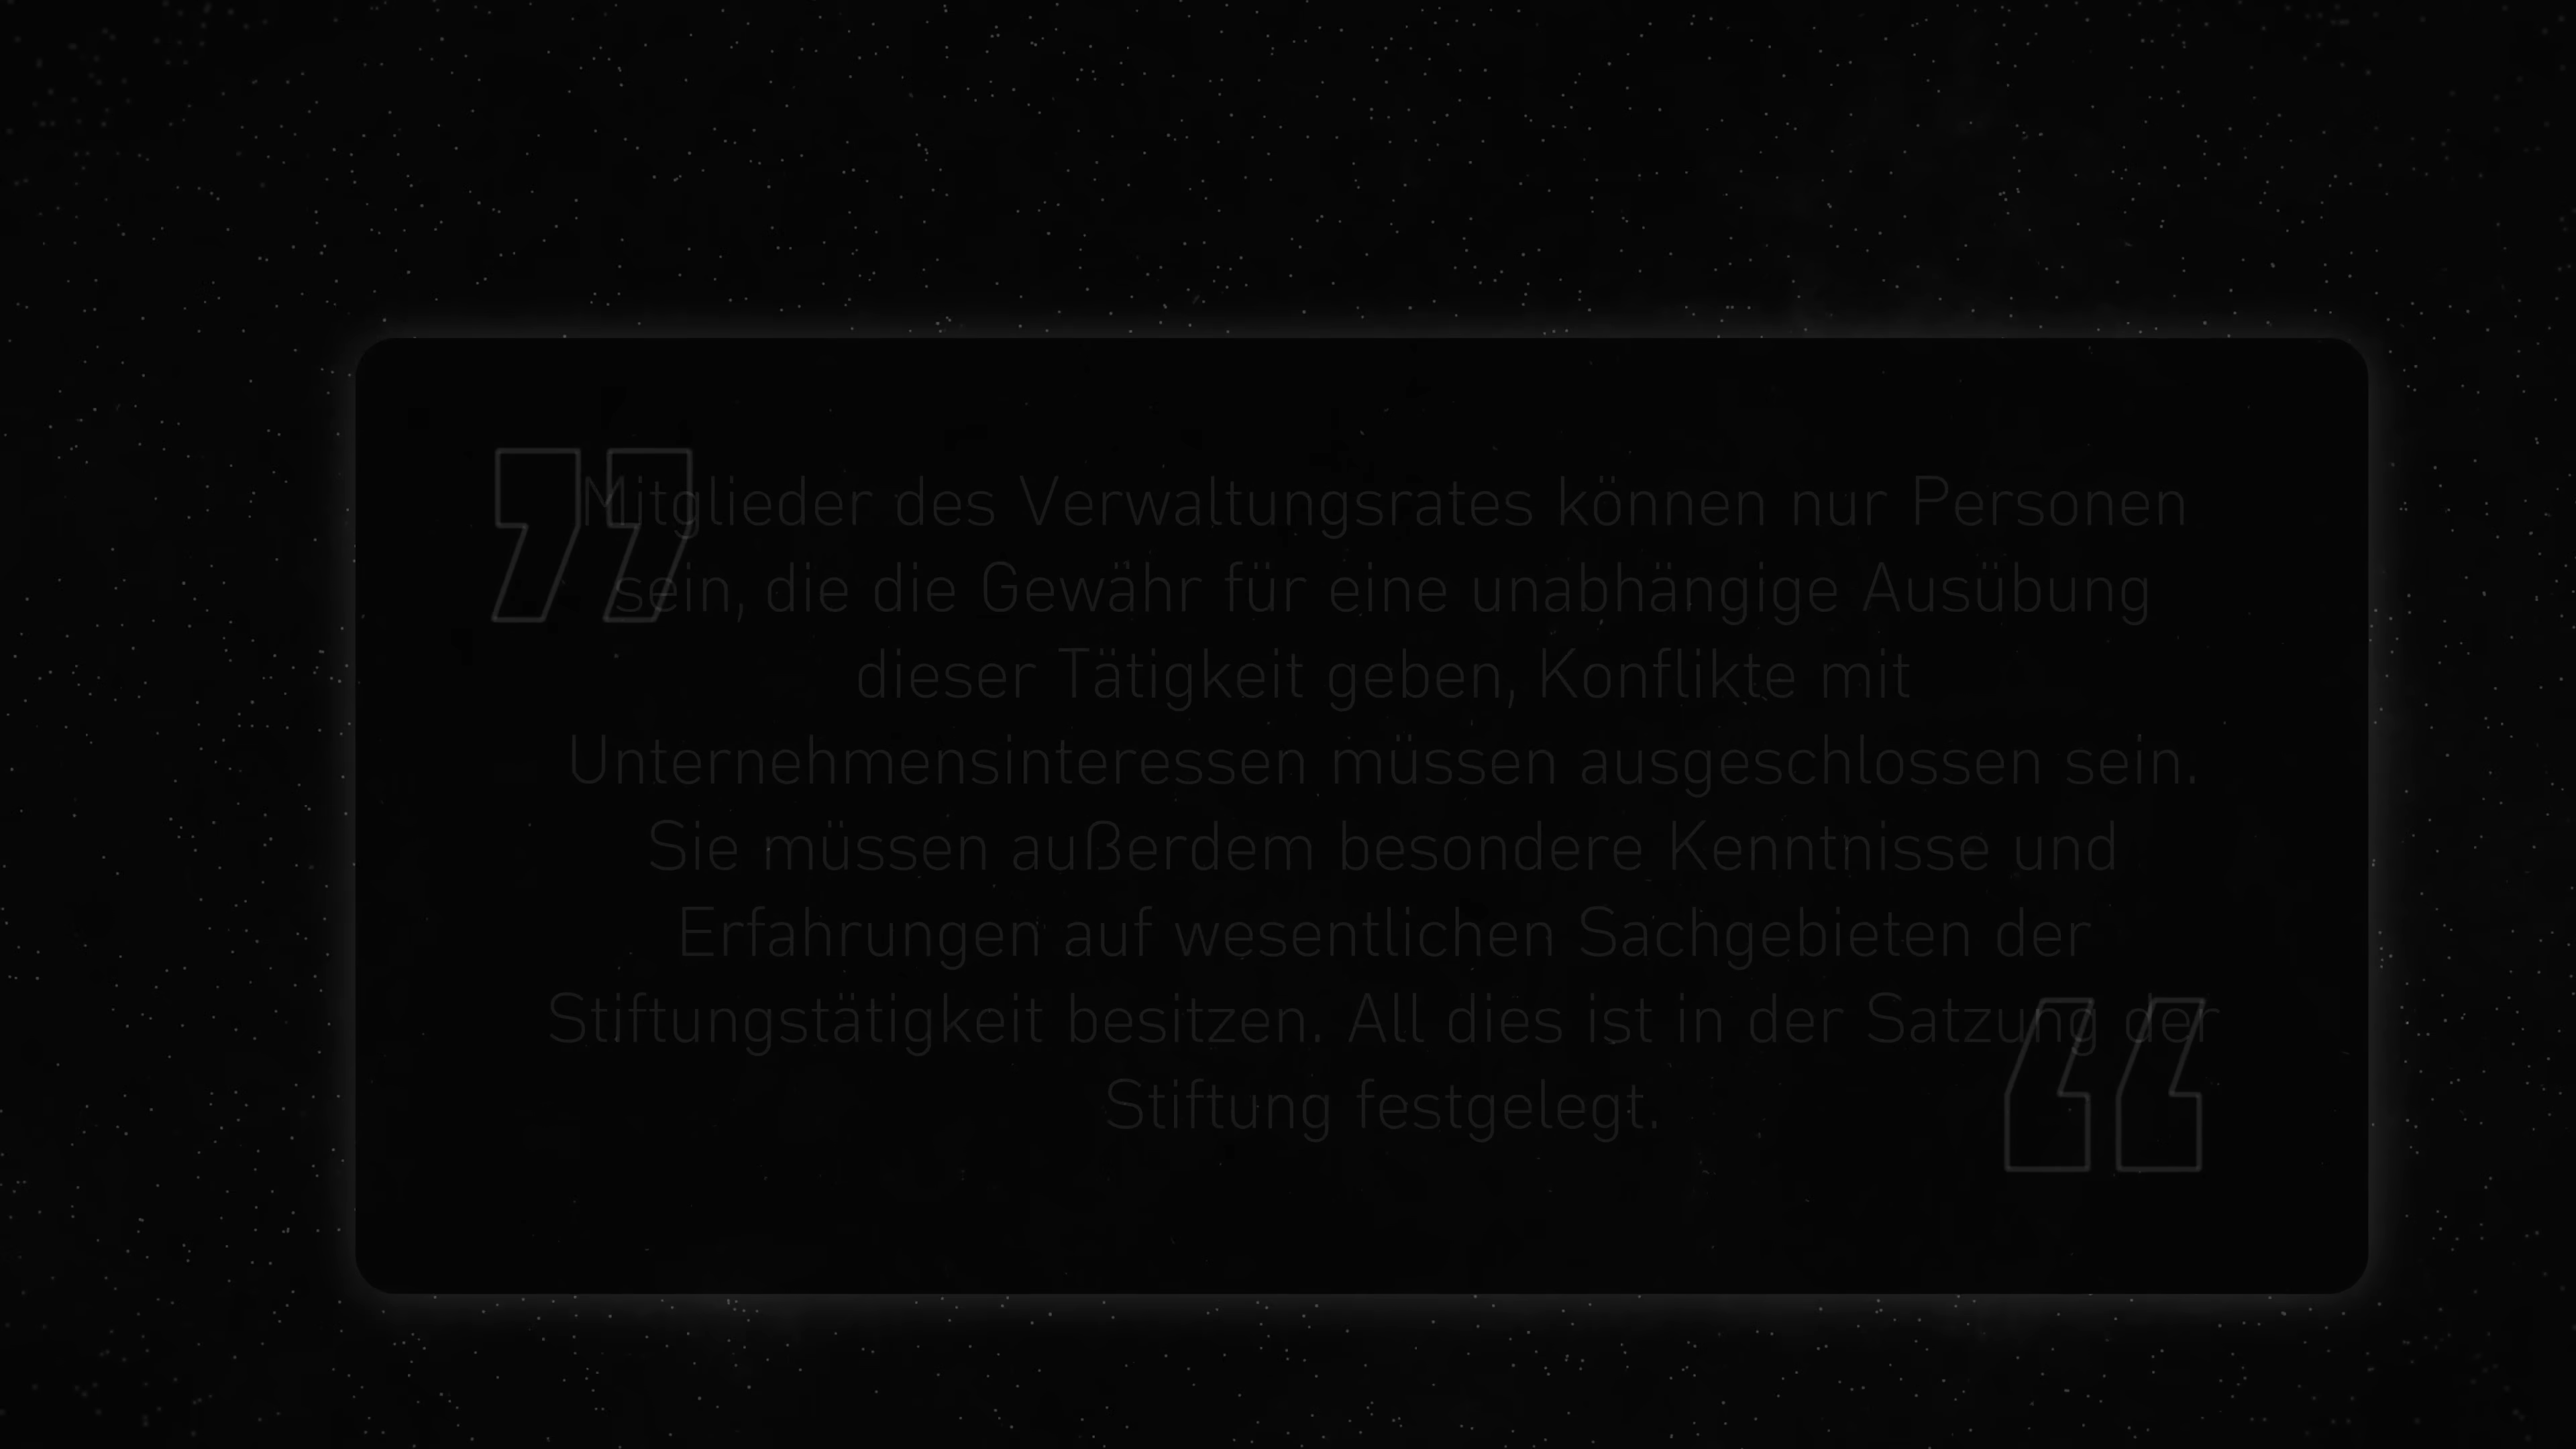 „Mitglieder des Verwaltungsrates können nur Personen
sein, die die Gewähr für eine unabhängige Ausübung
dieser Tätigkeit geben, Konflikte mit
Unternehmensinteressen müssen ausgeschlossen sein.
Sie müssen außerdem besondere Kenntnisse und
Erfahrungen auf wesentlichen Sachgebieten der
Stiftungstätigkeit besitzen. All dies ist in der Satzung der
Stiftung festgelegt.“